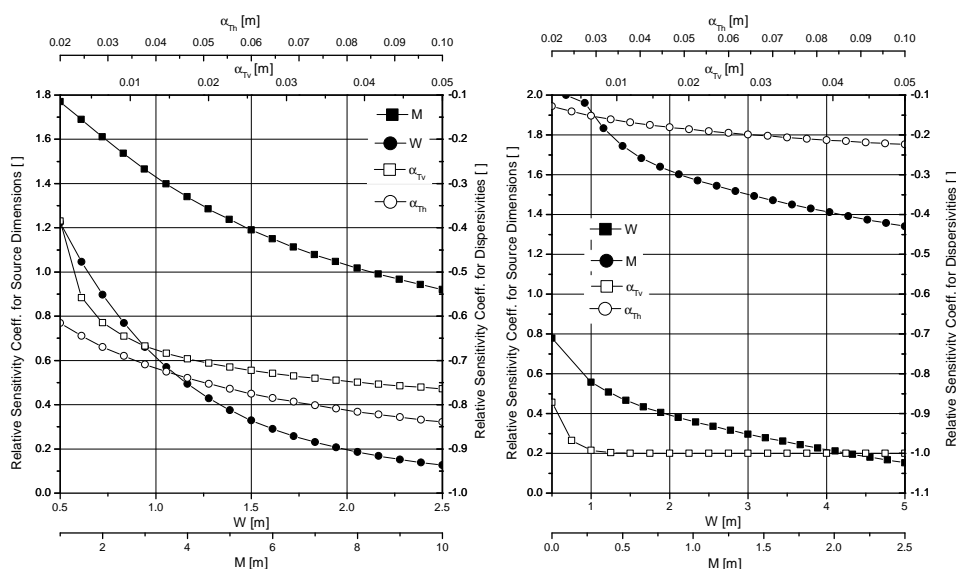 α_Th [m]
0.02 0.03 0.04 0.05 0.06 0.07 0.08 0.09 0.10
α_Tv [m]
0.01 0.02 0.03 0.04 0.05
Relative Sensitivity Coeff. for Source Dimensions [ ]
1.8
1.6
1.4
1.2
1.0
0.8
0.6
0.4
0.2
0.0
M
W
α_Tv
α_Th
-0.1
-0.2
-0.3
-0.4
-0.5
-0.6
-0.7
-0.8
-0.9
-1.0
Relative Sensitivity Coeff. for Dispersivities [ ]
0.5 1.0 1.5 2.0 2.5
W [m]
2 4 6 8 10
M [m]
α_Th [m]
0.02 0.03 0.04 0.05 0.06 0.07 0.08 0.09 0.10
α_Tv [m]
0.01 0.02 0.03 0.04 0.05
Relative Sensitivity Coeff. for Source Dimensions [ ]
2.0
1.8
1.6
1.4
1.2
1.0
0.8
0.6
0.4
0.2
0.0
W
M
α_Tv
α_Th
-0.1
-0.2
-0.3
-0.4
-0.5
-0.6
-0.7
-0.8
-0.9
-1.0
-1.1
Relative Sensitivity Coeff. for Dispersivities [ ]
1 2 3 4 5
W [m]
0.0 0.5 1.0 1.5 2.0 2.5
M [m]